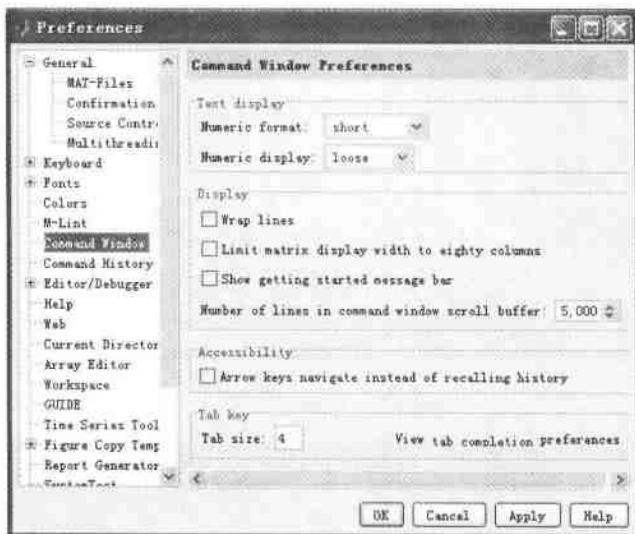 Preferences
General
MAT-Files
Confirmation
Source Contr
Multithreadin
Keyboard
Fonts
Colors
M-Lint
Command Window
Command History
Editor/Debugger
Help
Web
Current Director
Array Editor
Workspace
GUIDE
Time Series Tool
Figure Copy Temp
Report Generator
SystemTest
Command Window Preferences
Text display
Numeric format: short
Numeric display: loose
Display
Wrap lines
Limit matrix display width to eighty columns
Show getting started message bar
Number of lines in command window scroll buffer: 5,000
Accessibility
Arrow keys navigate instead of recalling history
Tab key
Tab size: 4 View tab completion preferences
OK Cancel Apply Help